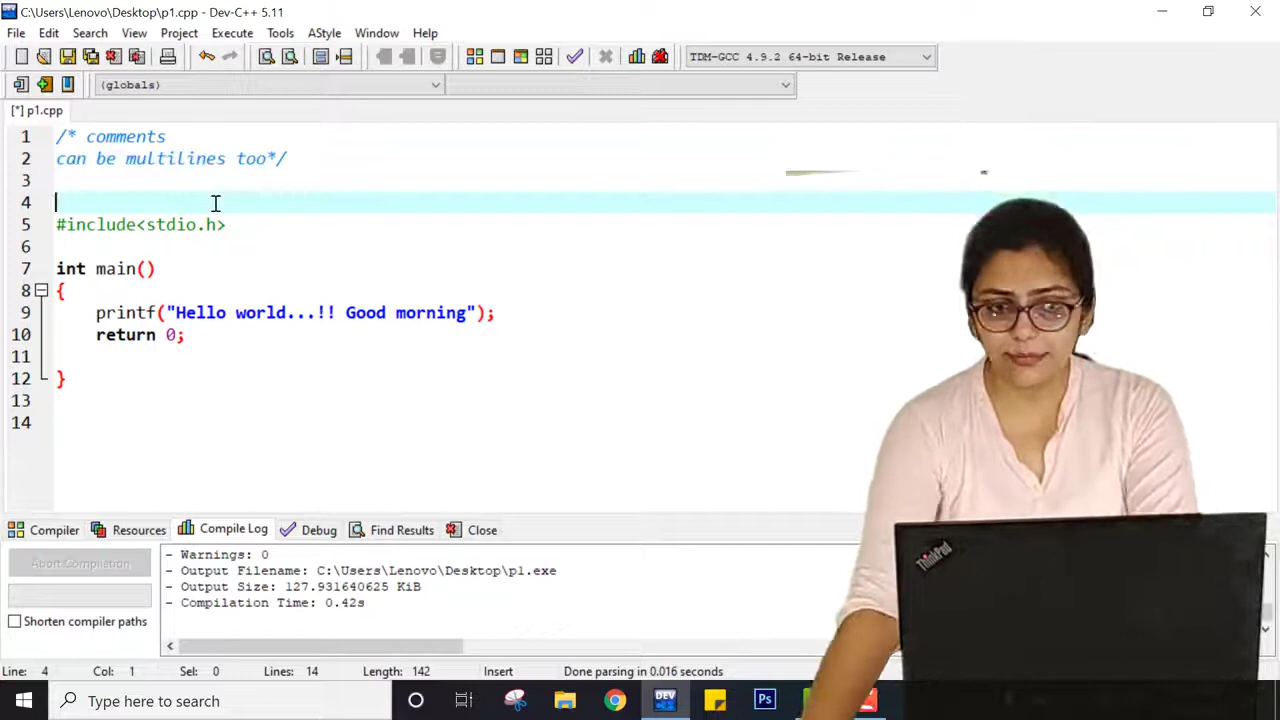 C:\Users\Lenovo\Desktop\p1.cpp - Dev-C++ 5.11
File Edit Search View Project Execute Tools AStyle Window Help
TDM-GCC 4.9.2 64-bit Release
(globals)
[*] p1.cpp
1 /* comments
2 can be multilines too*/
3
4
5 #include<stdio.h>
6
7 int main()
8 {
9 printf("Hello world...!! Good morning");
10 return 0;
11
12 }
13
14
Compiler Resources Compile Log Debug Find Results Close
Abort Compilation
Shorten compiler paths
- Warnings: 0
- Output Filename: C:\Users\Lenovo\Desktop\p1.exe
- Output Size: 127.931640625 KiB
- Compilation Time: 0.42s
ThinkPad
Line: 4 Col: 1 Sel: 0 Lines: 14 Length: 142 Insert Done parsing in 0.016 seconds
Type here to search
DEV
Ps